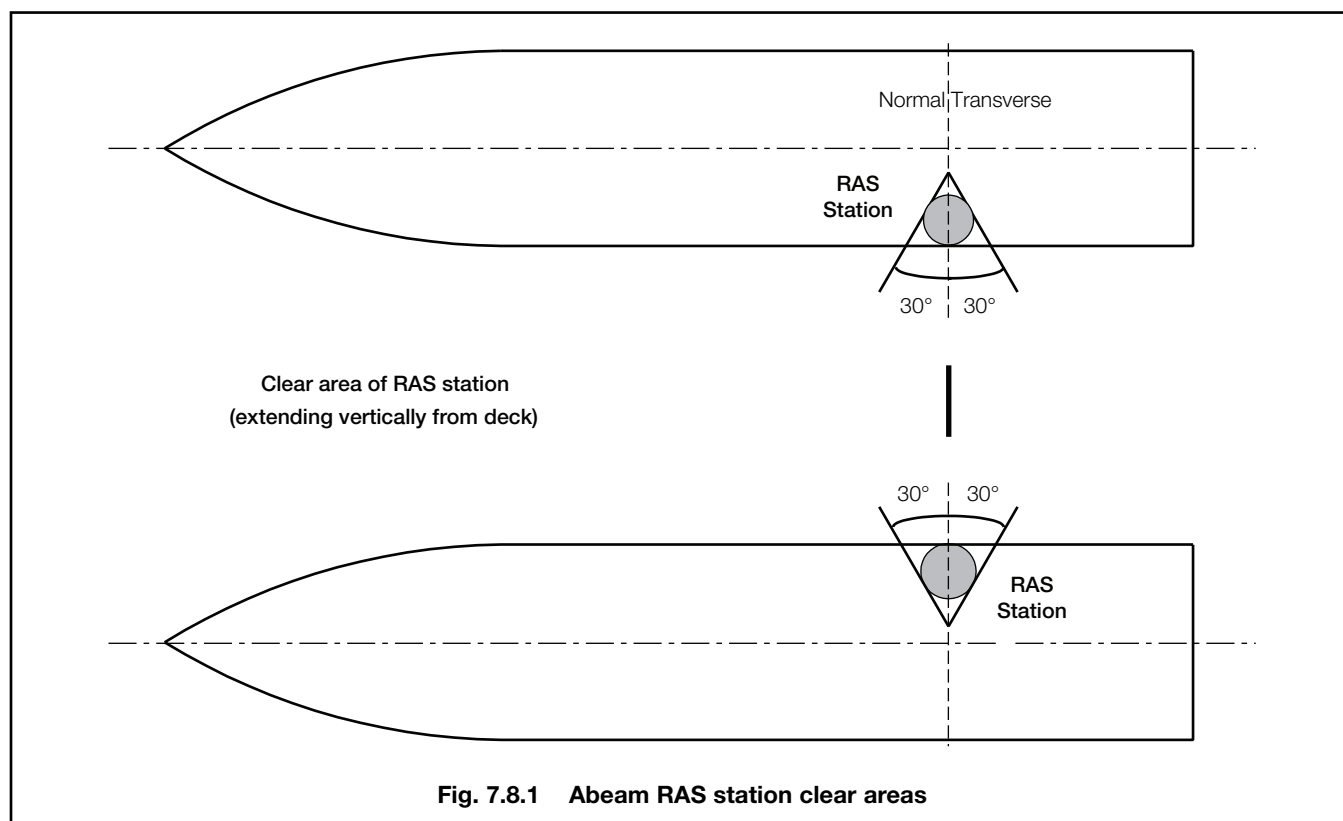 Normal Transverse
RAS
Station
30° 30°
Clear area of RAS station
(extending vertically from deck)
30° 30°
RAS
Station
Fig. 7.8.1 Abeam RAS station clear areas